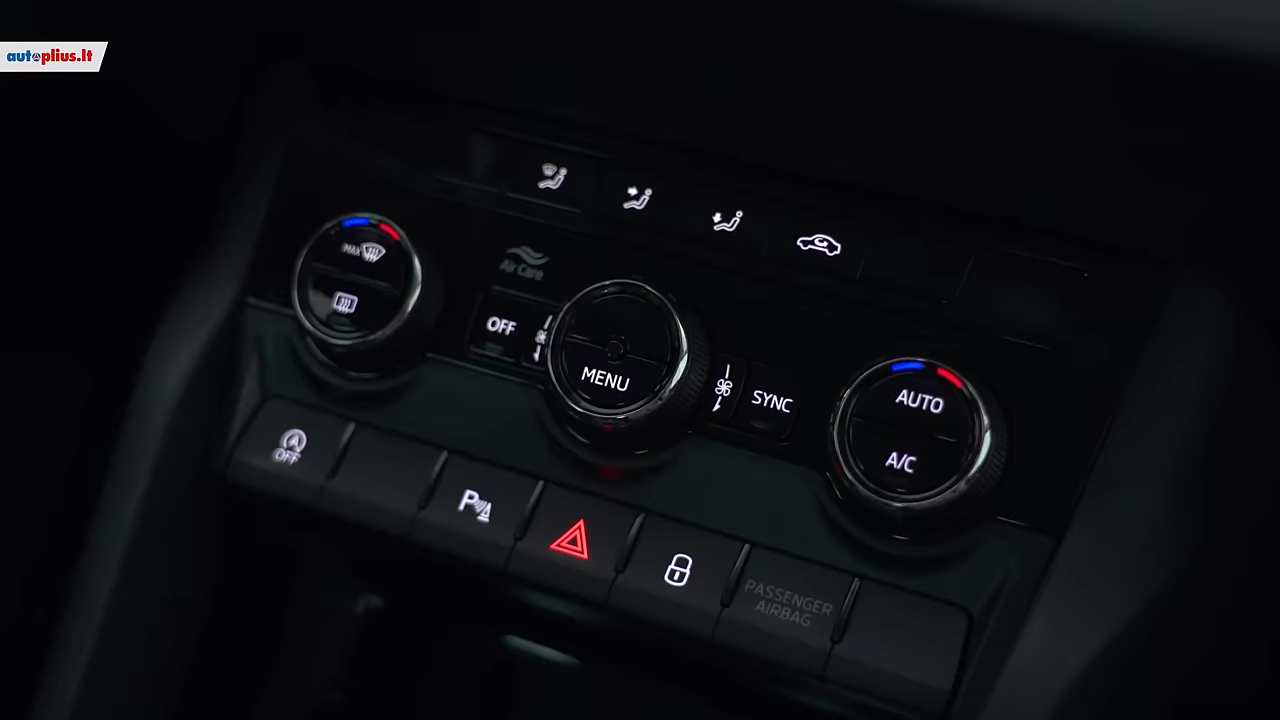 autoplius.lt
MAX
Air Care
OFF
MENU
SYNC
AUTO
A/C
A
OFF
P
PASSENGER
AIRBAG